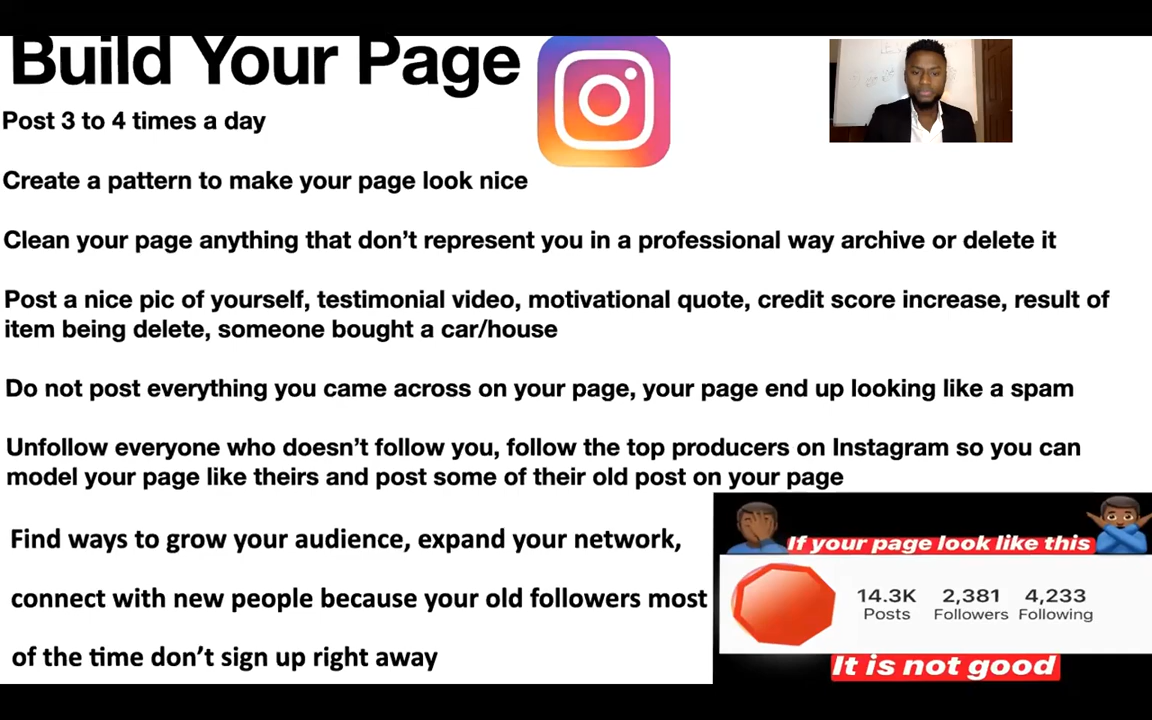 Build Your Page
Post 3 to 4 times a day
Create a pattern to make your page look nice
Clean your page anything that don't represent you in a professional way archive or delete it
Post a nice pic of yourself, testimonial video, motivational quote, credit score increase, result of
item being delete, someone bought a car/house
Do not post everything you came across on your page, your page end up looking like a spam
Unfollow everyone who doesn't follow you, follow the top producers on Instagram so you can
model your page like theirs and post some of their old post on your page
Find ways to grow your audience, expand your network,
connect with new people because your old followers most
of the time don't sign up right away
If your page look like this
14.3K 2,381 4,233
Posts Followers Following
It is not good